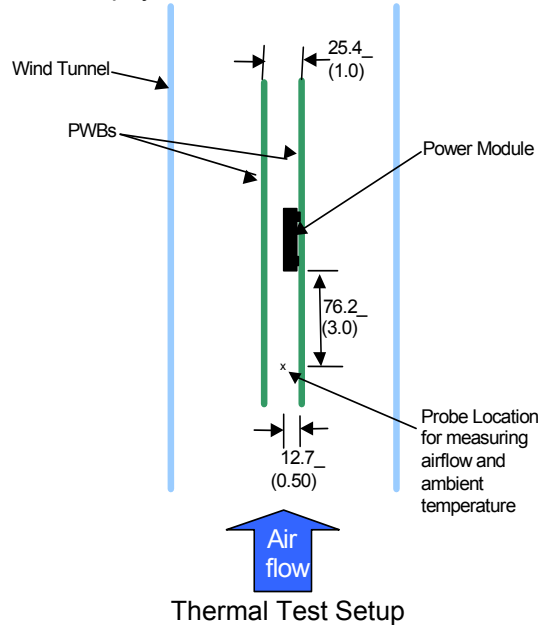 25.4_
(1.0)
Wind Tunnel
PWBs
Power Module
76.2_
(3.0)
x
Probe Location
for measuring
airflow and
ambient
temperature
12.7_
(0.50)
Air
flow
Thermal Test Setup